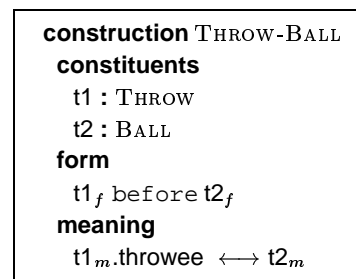 construction THROW-BALL
constituents
t1 : THROW
t2 : BALL
form
t1f before t2f
meaning
t1m.throwee ⟷ t2m